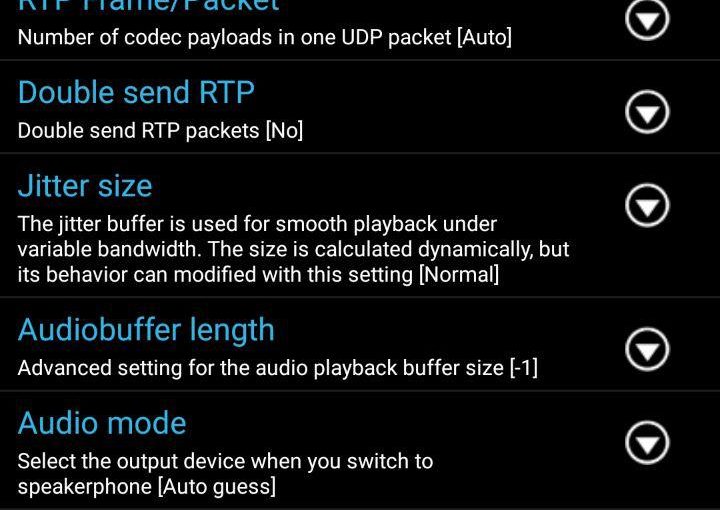 RTP Frame/Packet
Number of codec payloads in one UDP packet [Auto]
Double send RTP
Double send RTP packets [No]
Jitter size
The jitter buffer is used for smooth playback under
variable bandwidth. The size is calculated dynamically, but
its behavior can modified with this setting [Normal]
Audiobuffer length
Advanced setting for the audio playback buffer size [-1]
Audio mode
Select the output device when you switch to
speakerphone [Auto guess]